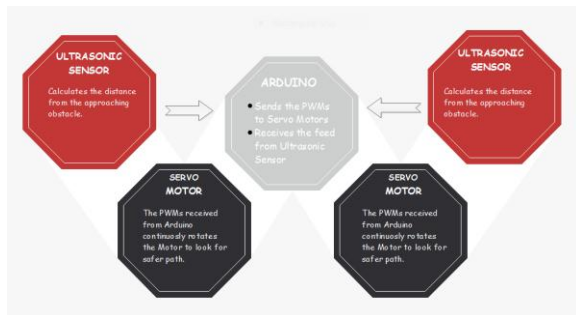 ULTRASONIC
SENSOR
Calculates the distance
from the approaching
obstacle.
ARDUINO
Sends the PWMs
to Servo Motors
Receives the feed
from Ultrazonic
Sensor
ULTRASONIC
SENSOR
Calculates the distance
from the approaching
obstacle.
SERVO
MOTOR
The PWMs received
from Arduino
continuosly rotates
the Motor to look for
safer path.
SERVO
MOTOR
The PWMs received
from Arduino
continuosly rotates
the Motor to look for
safer path.